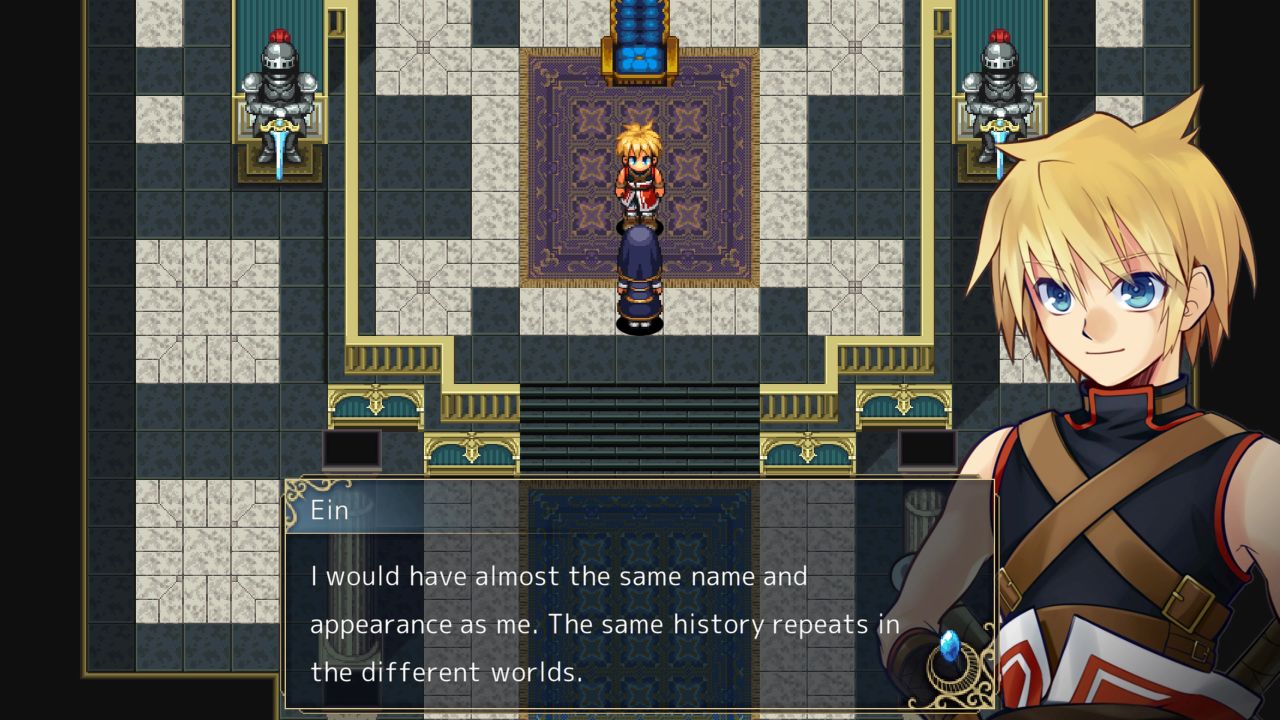 Ein
I would have almost the same name and
appearance as me. The same history repeats in
the different worlds.